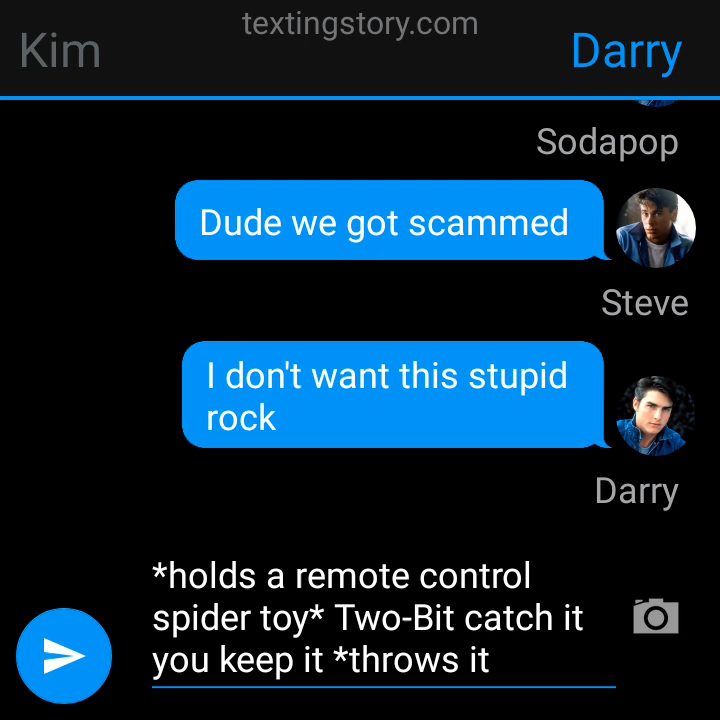 textingstory.com
Kim
Darry
Sodapop
Dude we got scammed
Steve
I don't want this stupid
rock
Darry
*holds a remote control
spider toy* Two-Bit catch it
you keep it *throws it